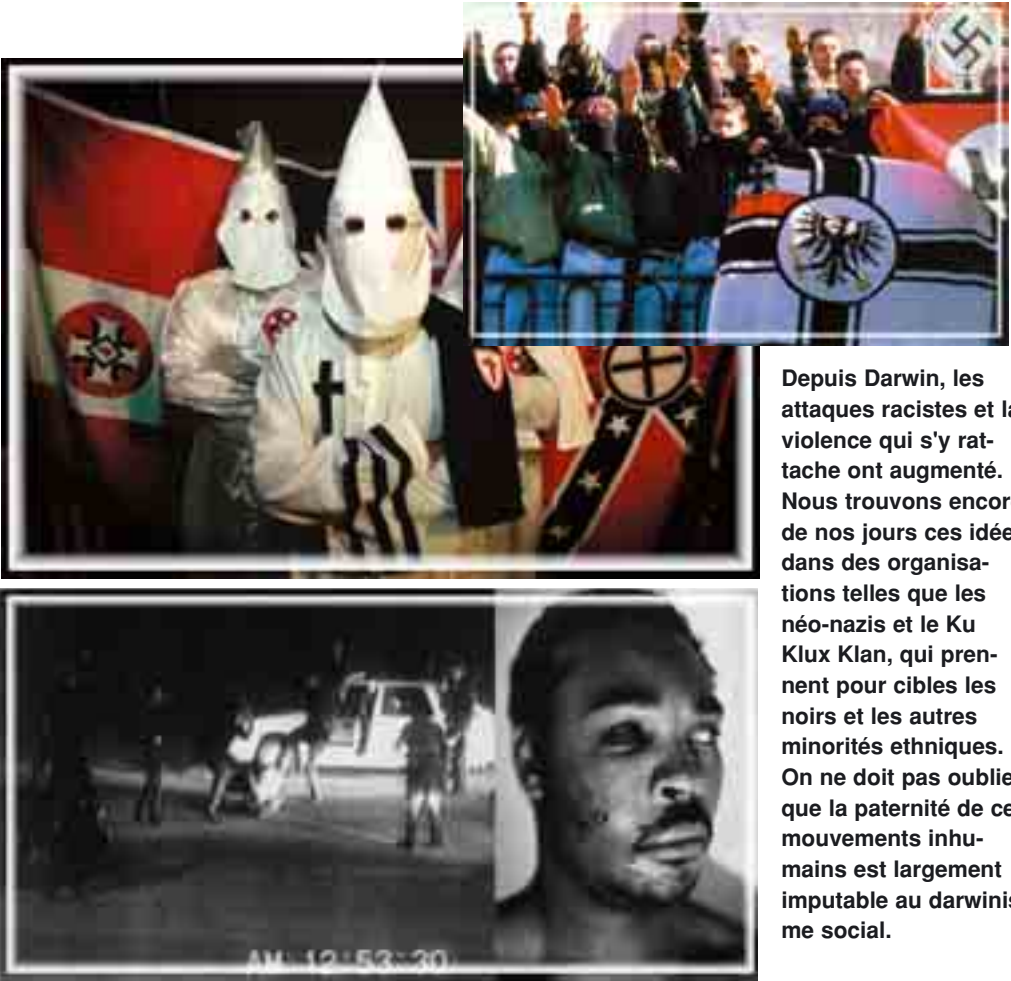 Depuis Darwin, les
attaques racistes et la
violence qui s'y rat-
tache ont augmenté.
Nous trouvons encor
de nos jours ces idée
dans des organisa-
tions telles que les
néo-nazis et le Ku
Klux Klan, qui pren-
nent pour cibles les
noirs et les autres
minorités ethniques.
On ne doit pas oublie
que la paternité de ce
mouvements inhu-
mains est largement
imputable au darwinis
me social.
AM 12:53:30